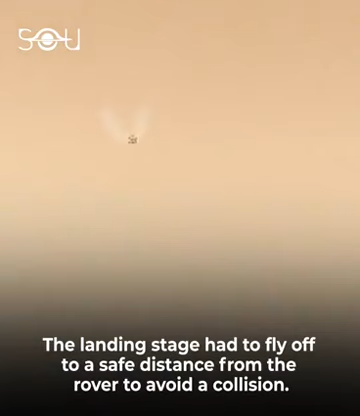 SOU
The landing stage had to fly off
to a safe distance from the
rover to avoid a collision.